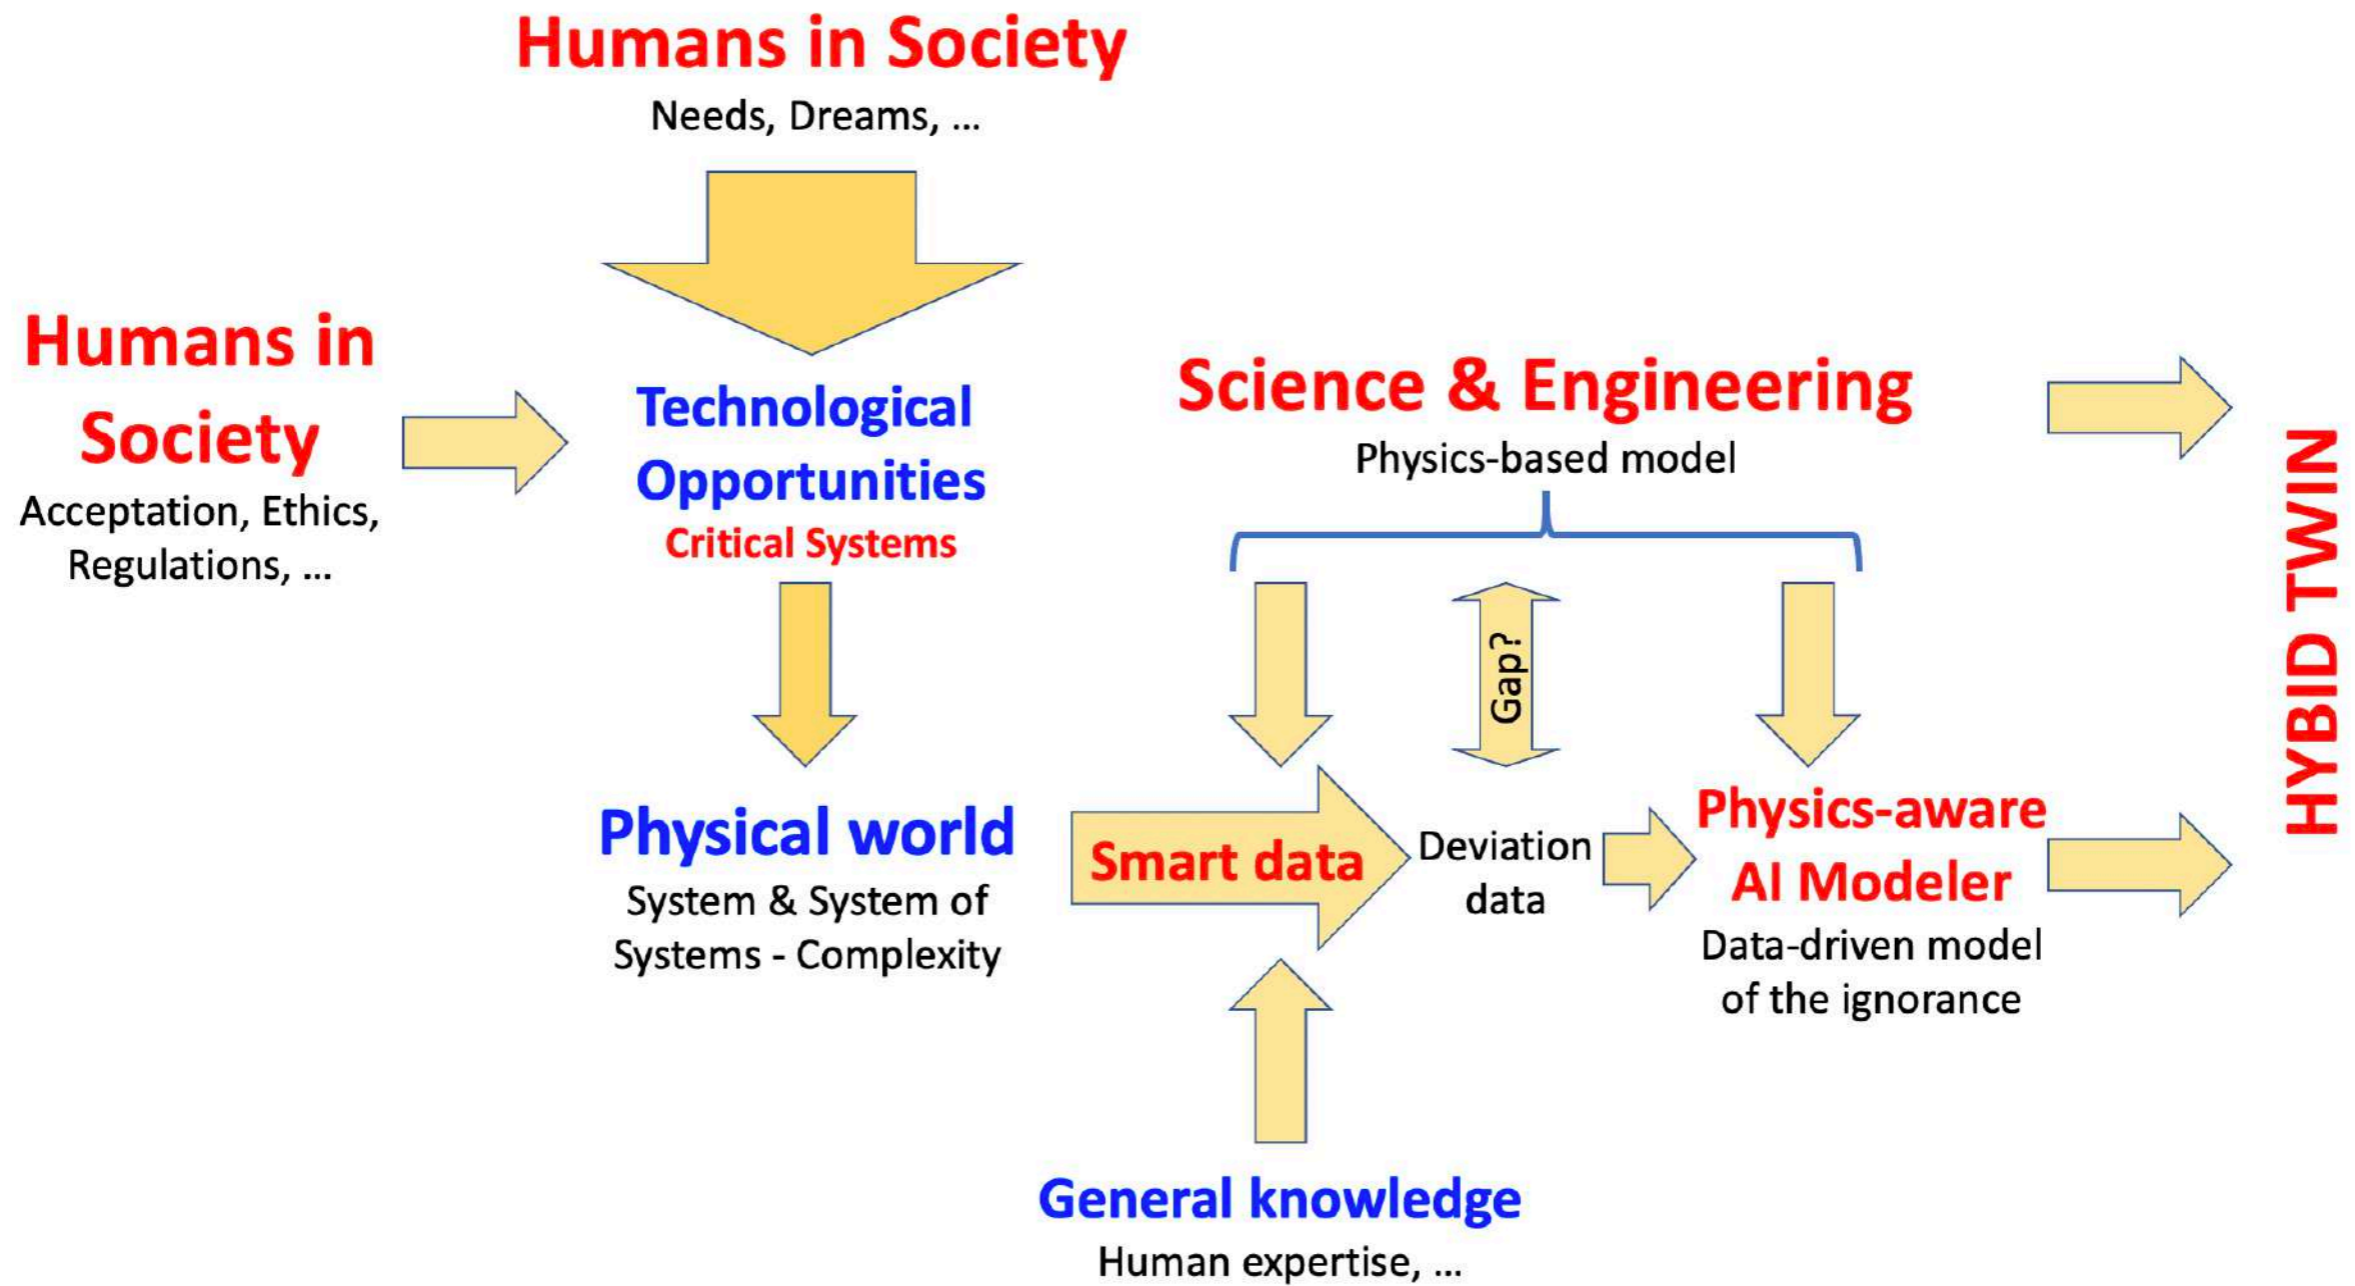 Humans in Society
Needs, Dreams, ...
Humans in
Society
Acceptation, Ethics,
Regulations, ...
Technological
Opportunities
Critical Systems
Science & Engineering
Physics-based model
Gap?
HYBID TWIN
Physical world
System & System of
Systems - Complexity
Smart data
Deviation
data
Physics-aware
AI Modeler
Data-driven model
of the ignorance
General knowledge
Human expertise, ...